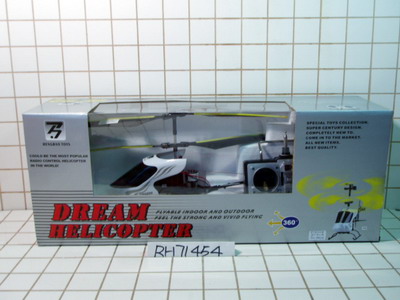 COULD BE THE MOST POPULAR
RADIO CONTROL HELICOPTER
IN THE WORLD.
SPECIAL TOYS COLLECTION.
SUPER CENTURY DESIGN.
COMPLETELY NEW TO
COME IN TO THE MARKET.
ALL NEW ITEMS.
BEST QUALITY.
DREAM
HELICOPTER
FLYABLE INDOOR AND OUTDOOR
FEEL THE STRONG AND VIVID FLYING
360°
RH71454